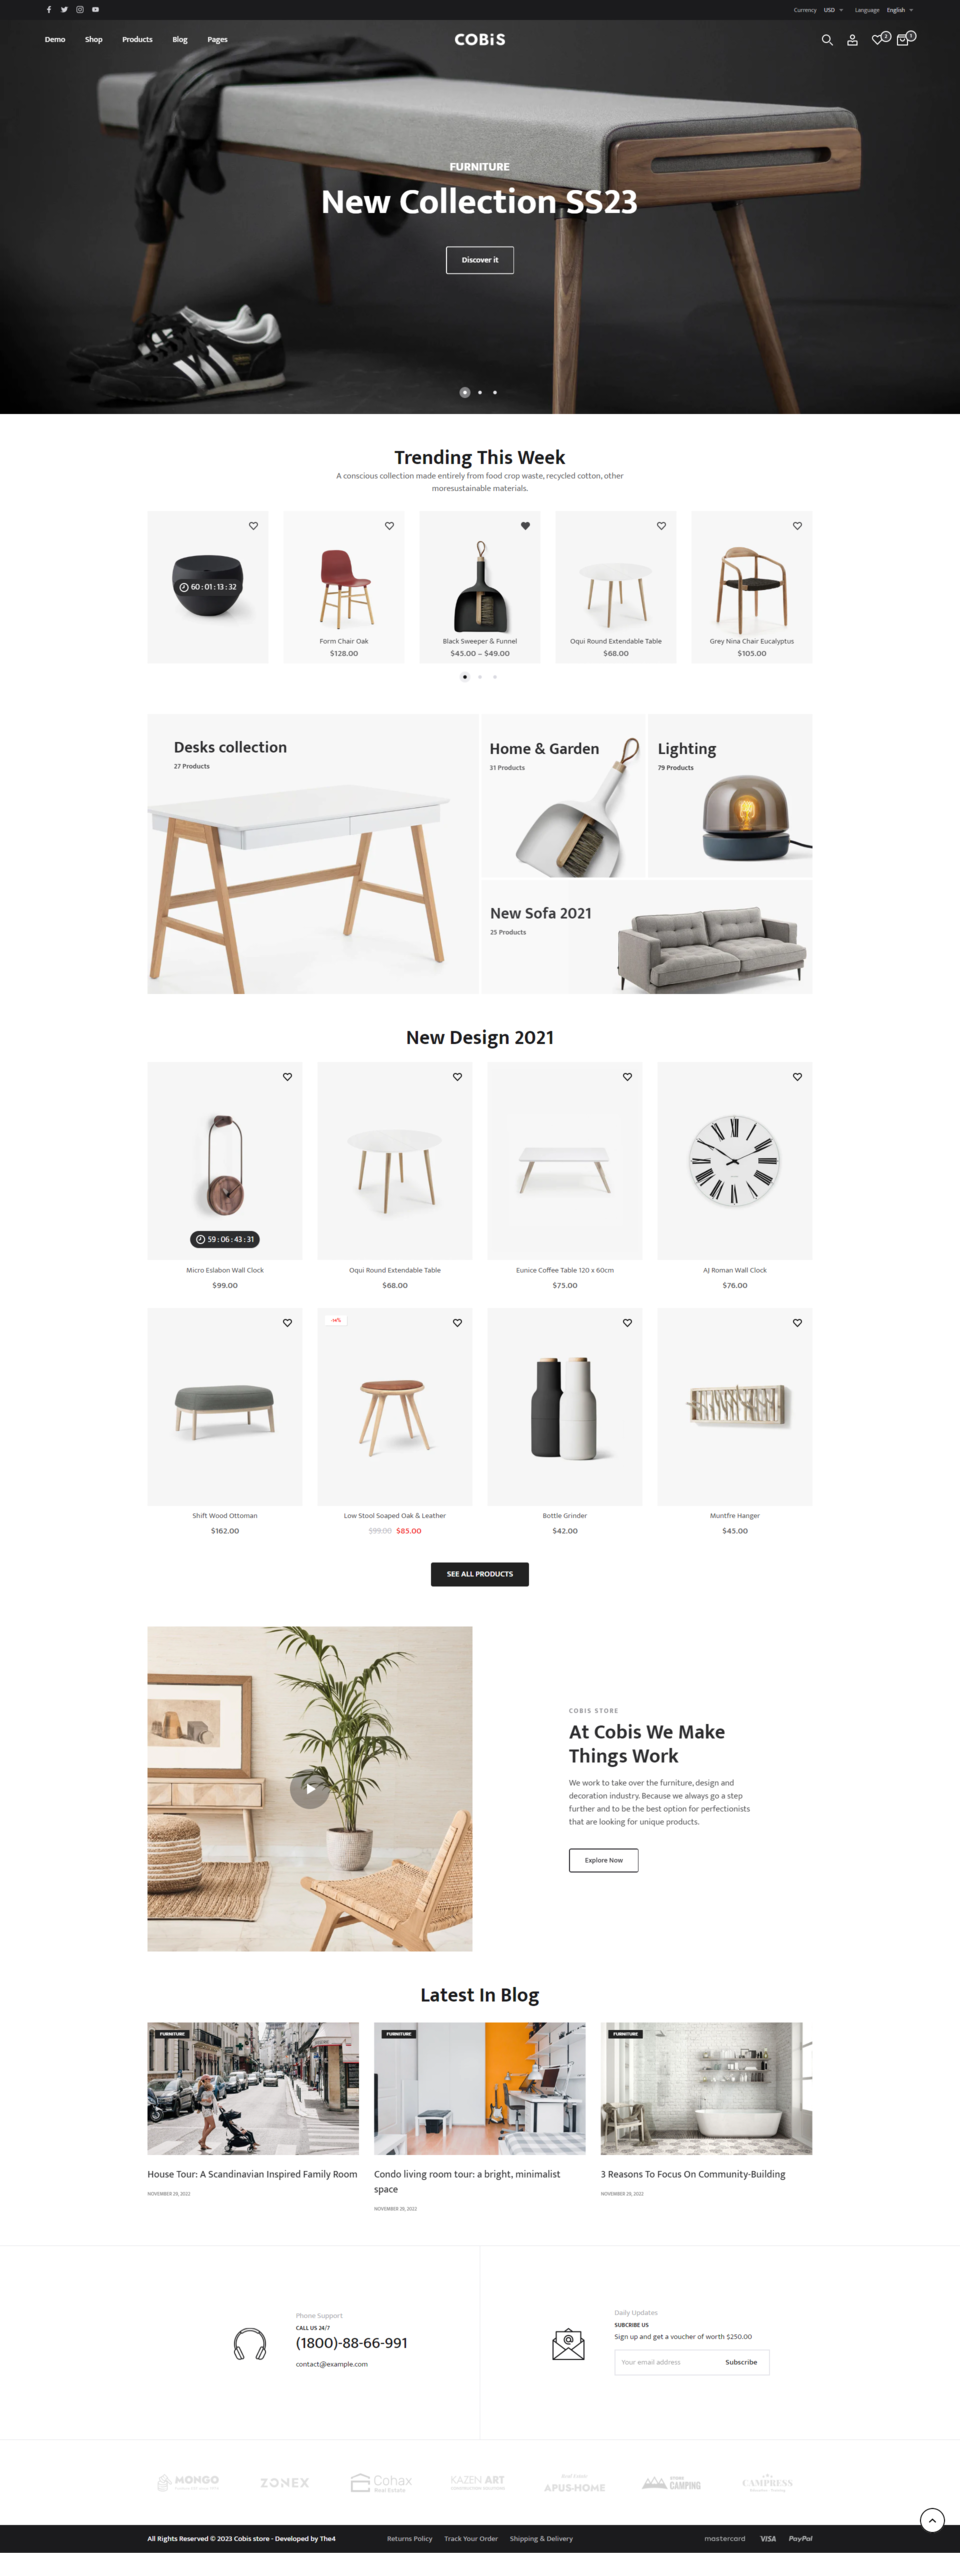 Currency USD Language English
Demo Shop Products Blog Pages
COBiS
2 1
FURNITURE
New Collection SS23
Discover it
Trending This Week
A conscious collection made entirely from food crop waste, recycled cotton, other
moresustainable materials.
60 : 01 : 13 : 32
Form Chair Oak
$128.00
Black Sweeper & Funnel
$45.00 – $49.00
Oqui Round Extendable Table
$68.00
Grey Nina Chair Eucalyptus
$105.00
Desks collection
27 Products
Home & Garden
31 Products
Lighting
79 Products
New Sofa 2021
25 Products
New Design 2021
59 : 06 : 43 : 31
Micro Eslabon Wall Clock
$99.00
Oqui Round Extendable Table
$68.00
Eunice Coffee Table 120 x 60cm
$75.00
AJ Roman Wall Clock
$76.00
-14%
Shift Wood Ottoman
$162.00
Low Stool Soaped Oak & Leather
$99.00 $85.00
Bottle Grinder
$42.00
Muntfre Hanger
$45.00
SEE ALL PRODUCTS
COBIS STORE
At Cobis We Make
Things Work
We work to take over the furniture, design and
decoration industry. Because we always go a step
further and to be the best option for perfectionists
that are looking for unique products.
Explore Now
Latest In Blog
FURNITURE
House Tour: A Scandinavian Inspired Family Room
NOVEMBER 29, 2022
FURNITURE
Condo living room tour: a bright, minimalist
space
NOVEMBER 29, 2022
FURNITURE
3 Reasons To Focus On Community-Building
NOVEMBER 29, 2022
Phone Support
CALL US 24/7
(1800)-88-66-991
contact@example.com
Daily Updates
SUBCRIBE US
Sign up and get a voucher of worth $250.00
Your email address Subscribe
MONGO
ZONEX
Cohax
Real Estate
KAZEN ART
APUS-HOME
CAMPING
CAMPRESS
All Rights Reserved © 2023 Cobis store - Developed by The4
Returns Policy Track Your Order Shipping & Delivery
mastercard VISA PayPal